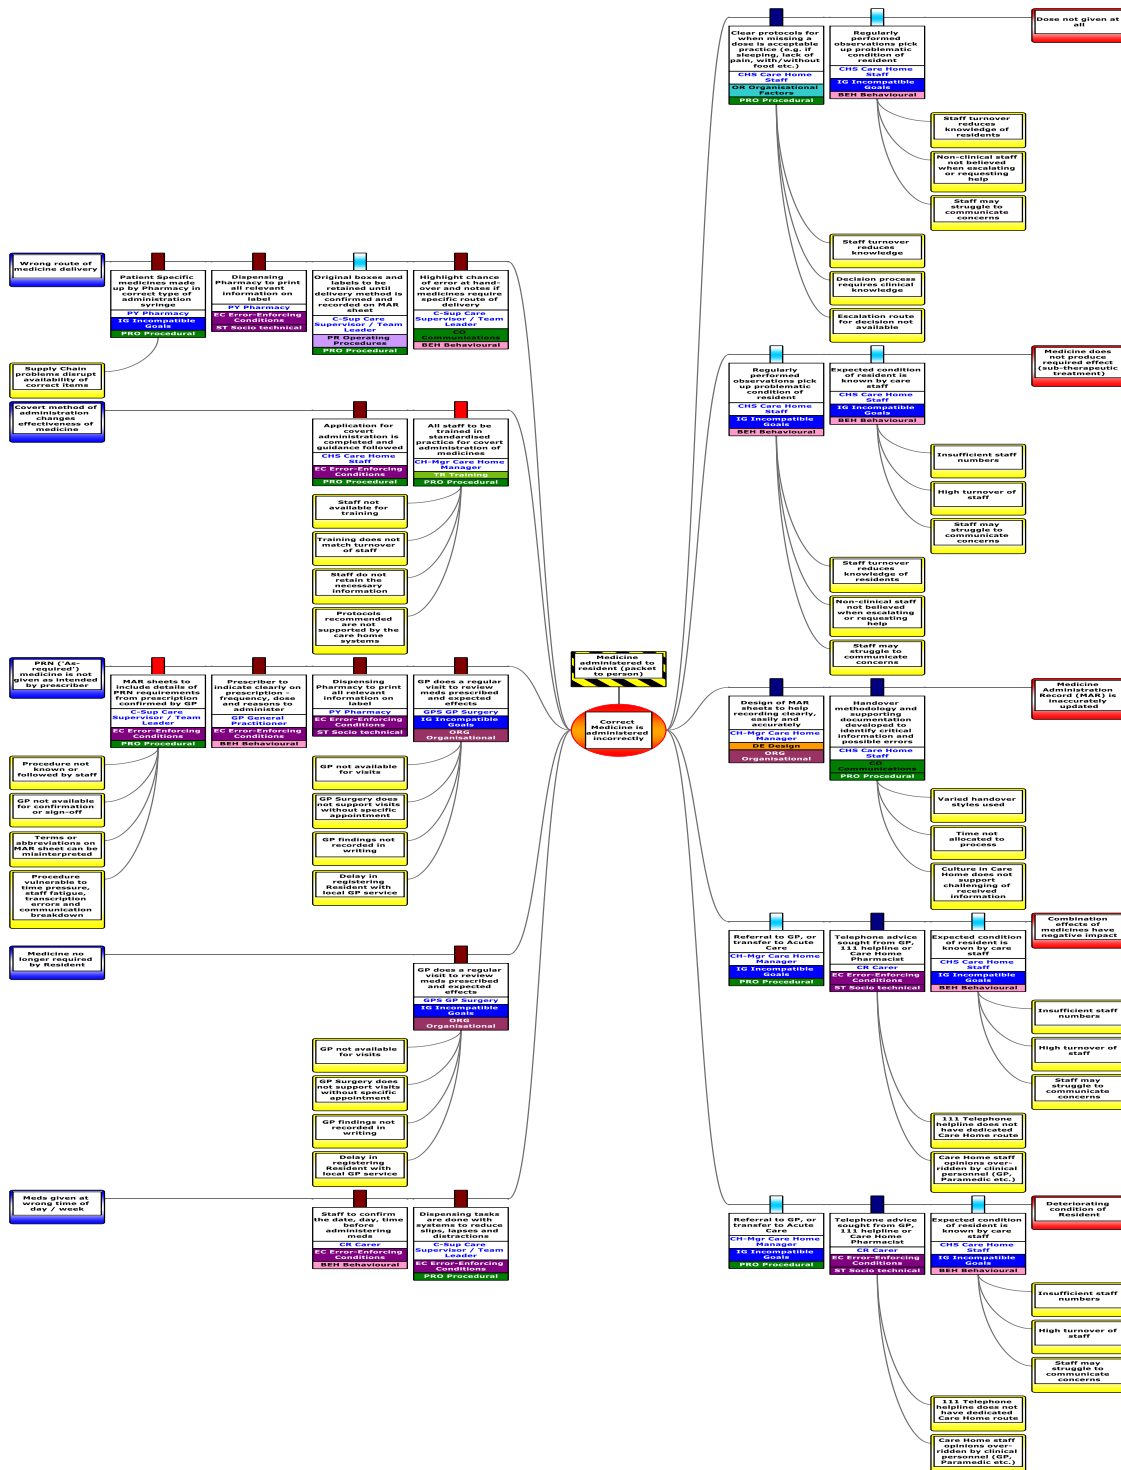 Wrong route of
medicine delivery
Patient Specific
medicines made
up by Pharmacy in
correct type of
administration
syringe
PY Pharmacy
IG Incompatible
Goals
PRO Procedural
Dispensing
Pharmacy to print
all relevant
information on
label
PY Pharmacy
EC Error-Enforcing
Conditions
ST Socio technical
Original boxes and
labels to be
retained until
delivery method is
confirmed and
recorded on MAR
sheet
C-Sup Care
Supervisor / Team
Leader
PR Operating
Procedures
PRO Procedural
Highlight chance
of error at hand-
over and notes if
medicines require
specific route of
delivery
C-Sup Care
Supervisor / Team
Leader
CO
Communications
BEH Behavioural
Supply Chain
problems disrupt
availability of
correct items
Covert method of
administration
changes
effectiveness of
medicine
Application for
covert
administration is
completed and
guidance followed
CHS Care Home
Staff
EC Error-Enforcing
Conditions
PRO Procedural
All staff to be
trained in
standardised
practice for covert
administration of
medicines
CH-Mgr Care Home
Manager
TR Training
PRO Procedural
Staff not
available for
training
Training does not
match turnover
of staff
Staff do not
retain the
necessary
information
Protocols
recommended
are not
supported by the
care home
systems
PRN ('As-
required')
medicine is not
given as intended
by prescriber
MAR sheets to
include details of
PRN requirements
from prescription
confirmed by GP
C-Sup Care
Supervisor / Team
Leader
EC Error-Enforcing
Conditions
PRO Procedural
Prescriber to
indicate clearly on
prescription -
frequency, dose
and reasons to
administer
GP General
Practitioner
EC Error-Enforcing
Conditions
BEH Behavioural
Dispensing
Pharmacy to print
all relevant
information on
label
PY Pharmacy
EC Error-Enforcing
Conditions
ST Socio technical
GP does a regular
visit to review
meds prescribed
and expected
effects
GPS GP Surgery
IG Incompatible
Goals
ORG
Organisational
Procedure not
known or
followed by staff
GP not available
for confirmation
or sign-off
Terms or
abbreviations on
MAR sheet can be
misinterpreted
Procedure
vulnerable to
time pressure,
staff fatigue,
transcription
errors and
communication
breakdown
GP not available
for visits
GP Surgery does
not support visits
without specific
appointment
GP findings not
recorded in
writing
Delay in
registering
Resident with
local GP service
Medicine no
longer required
by Resident
GP does a regular
visit to review
meds prescribed
and expected
effects
GPS GP Surgery
IG Incompatible
Goals
ORG
Organisational
GP not available
for visits
GP Surgery does
not support visits
without specific
appointment
GP findings not
recorded in
writing
Delay in
registering
Resident with
local GP service
Meds given at
wrong time of
day / week
Staff to confirm
the date, day, time
before
administering
meds
CR Carer
EC Error-Enforcing
Conditions
BEH Behavioural
Dispensing tasks
are done with
systems to reduce
slips, lapses and
distractions
C-Sup Care
Supervisor / Team
Leader
EC Error-Enforcing
Conditions
PRO Procedural
Medicine
administered to
resident (packet
to person)
Correct
Medicine is
administered
incorrectly
Clear protocols for
when missing a
dose is acceptable
practice (e.g. if
sleeping, lack of
pain, with/without
food etc.)
CHS Care Home
Staff
OR Organisational
Factors
PRO Procedural
Regularly
performed
observations pick
up problematic
condition of
resident
CHS Care Home
Staff
IG Incompatible
Goals
BEH Behavioural
Dose not given at
all
Staff turnover
reduces
knowledge of
residents
Non-clinical staff
not believed
when escalating
or requesting
help
Staff may
struggle to
communicate
concerns
Staff turnover
reduces
knowledge
Decision process
requires clinical
knowledge
Escalation route
for decision not
available
Regularly
performed
observations pick
up problematic
condition of
resident
CHS Care Home
Staff
IG Incompatible
Goals
BEH Behavioural
Expected condition
of resident is
known by care
staff
CHS Care Home
Staff
IG Incompatible
Goals
BEH Behavioural
Medicine does
not produce
required effect
(sub-therapeutic
treatment)
Insufficient staff
numbers
High turnover of
staff
Staff may
struggle to
communicate
concerns
Staff turnover
reduces
knowledge of
residents
Non-clinical staff
not believed
when escalating
or requesting
help
Staff may
struggle to
communicate
concerns
Design of MAR
sheets to help
recording clearly,
easily and
accurately
CH-Mgr Care Home
Manager
DE Design
ORG
Organisational
Handover
methodology and
supporting
documentation
developed to
identify critical
information and
possible errors
CHS Care Home
Staff
CO
Communications
PRO Procedural
Medicine
Administration
Record (MAR) is
inaccurately
updated
Varied handover
styles used
Time not
allocated to
process
Culture in Care
Home does not
support
challenging of
received
information
Referral to GP, or
transfer to Acute
Care
CH-Mgr Care Home
Manager
IG Incompatible
Goals
PRO Procedural
Telephone advice
sought from GP,
111 helpline or
Care Home
Pharmacist
CR Carer
EC Error-Enforcing
Conditions
ST Socio technical
Expected condition
of resident is
known by care
staff
CHS Care Home
Staff
IG Incompatible
Goals
BEH Behavioural
Combination
effects of
medicines have
negative impact
Insufficient staff
numbers
High turnover of
staff
Staff may
struggle to
communicate
concerns
111 Telephone
helpline does not
have dedicated
Care Home route
Care Home staff
opinions over-
ridden by clinical
personnel (GP,
Paramedic etc.)
Referral to GP, or
transfer to Acute
Care
CH-Mgr Care Home
Manager
IG Incompatible
Goals
PRO Procedural
Telephone advice
sought from GP,
111 helpline or
Care Home
Pharmacist
CR Carer
EC Error-Enforcing
Conditions
ST Socio technical
Expected condition
of resident is
known by care
staff
CHS Care Home
Staff
IG Incompatible
Goals
BEH Behavioural
Deteriorating
condition of
Resident
Insufficient staff
numbers
High turnover of
staff
Staff may
struggle to
communicate
concerns
111 Telephone
helpline does not
have dedicated
Care Home route
Care Home staff
opinions over-
ridden by clinical
personnel (GP,
Paramedic etc.)